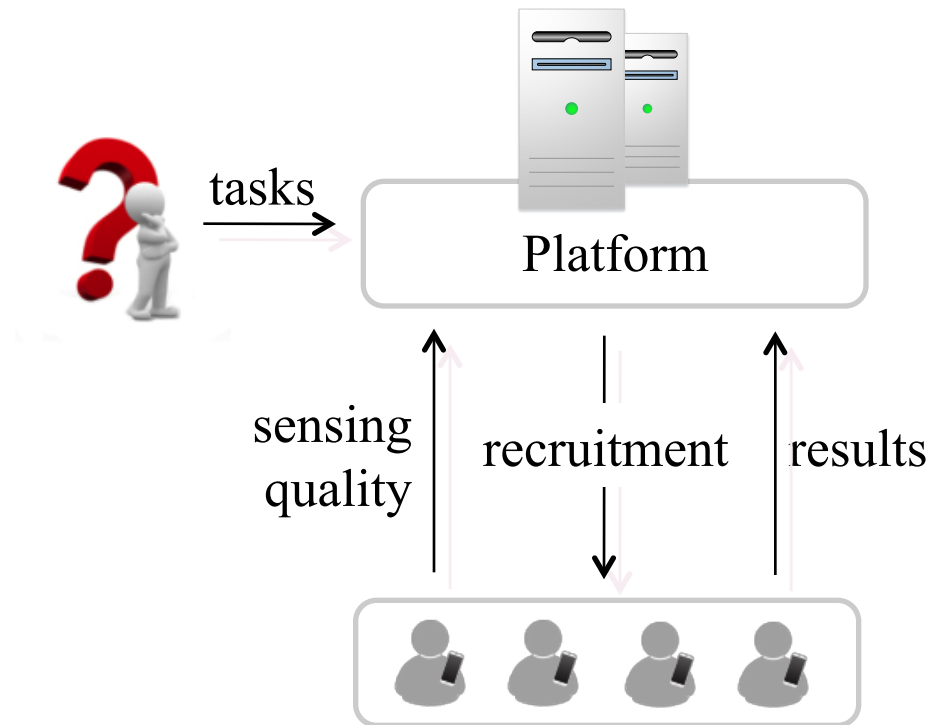 tasks
Platform
sensing
quality
recruitment
results